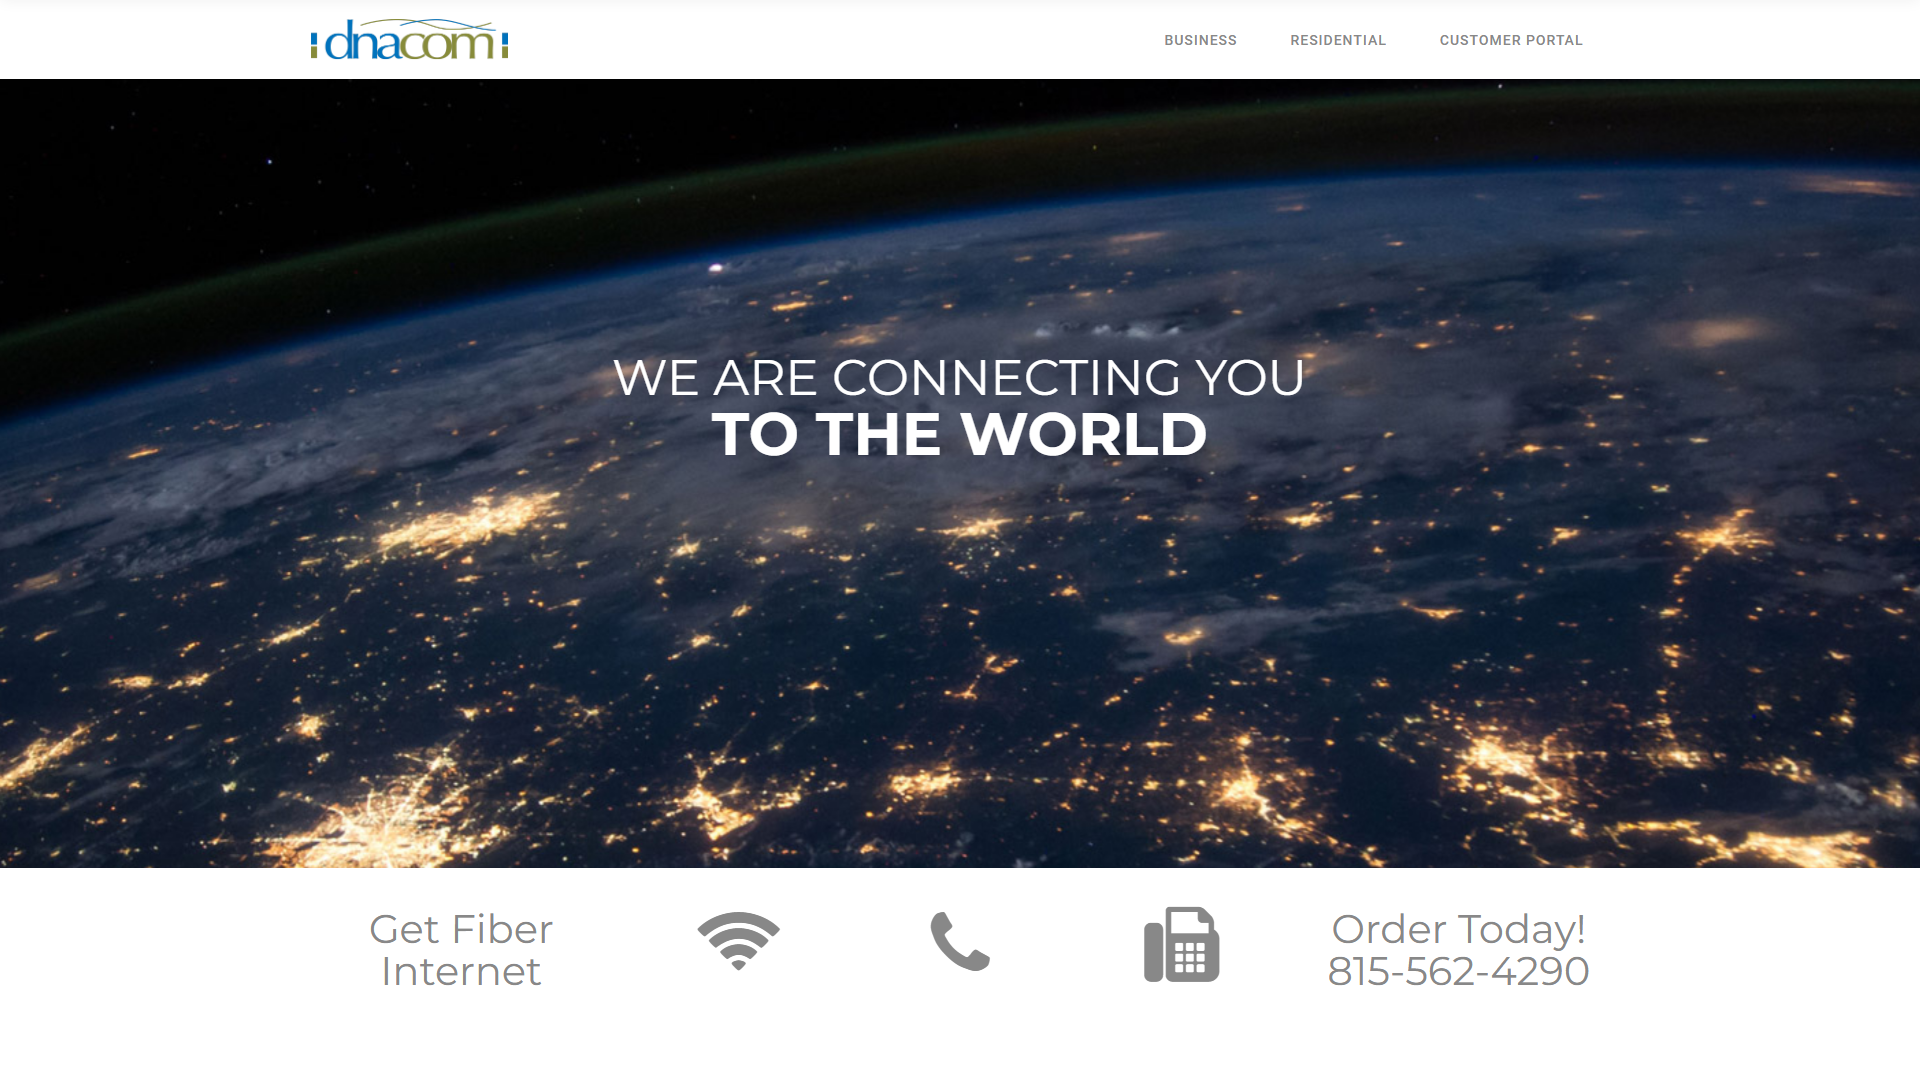 dnacom
BUSINESS
RESIDENTIAL
CUSTOMER PORTAL
WE ARE CONNECTING YOU
TO THE WORLD
Get Fiber
Internet
Order Today!
815-562-4290